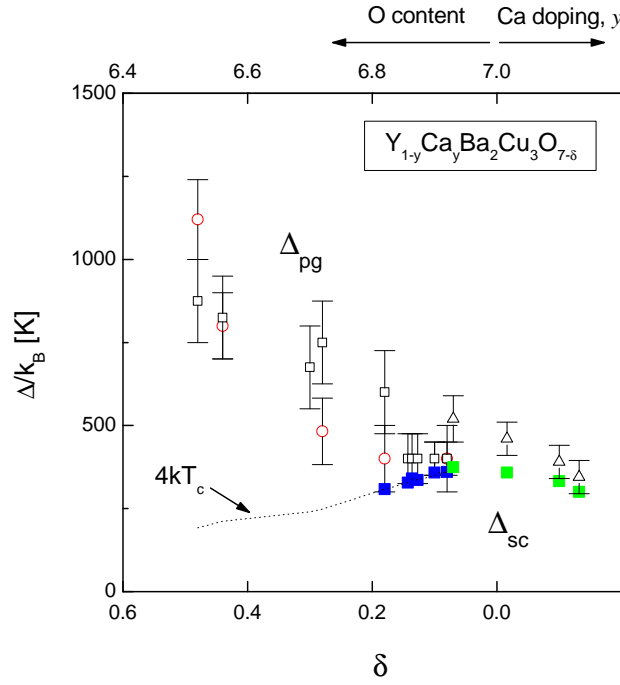 O content
Ca doping, y
6.4 6.6 6.8 7.0
1500
Y1-yCayBa2Cu3O7-δ
Δpg
1000
Δ/kB [K]
500
4kTc
Δsc
0
0.6 0.4 0.2 0.0
δ